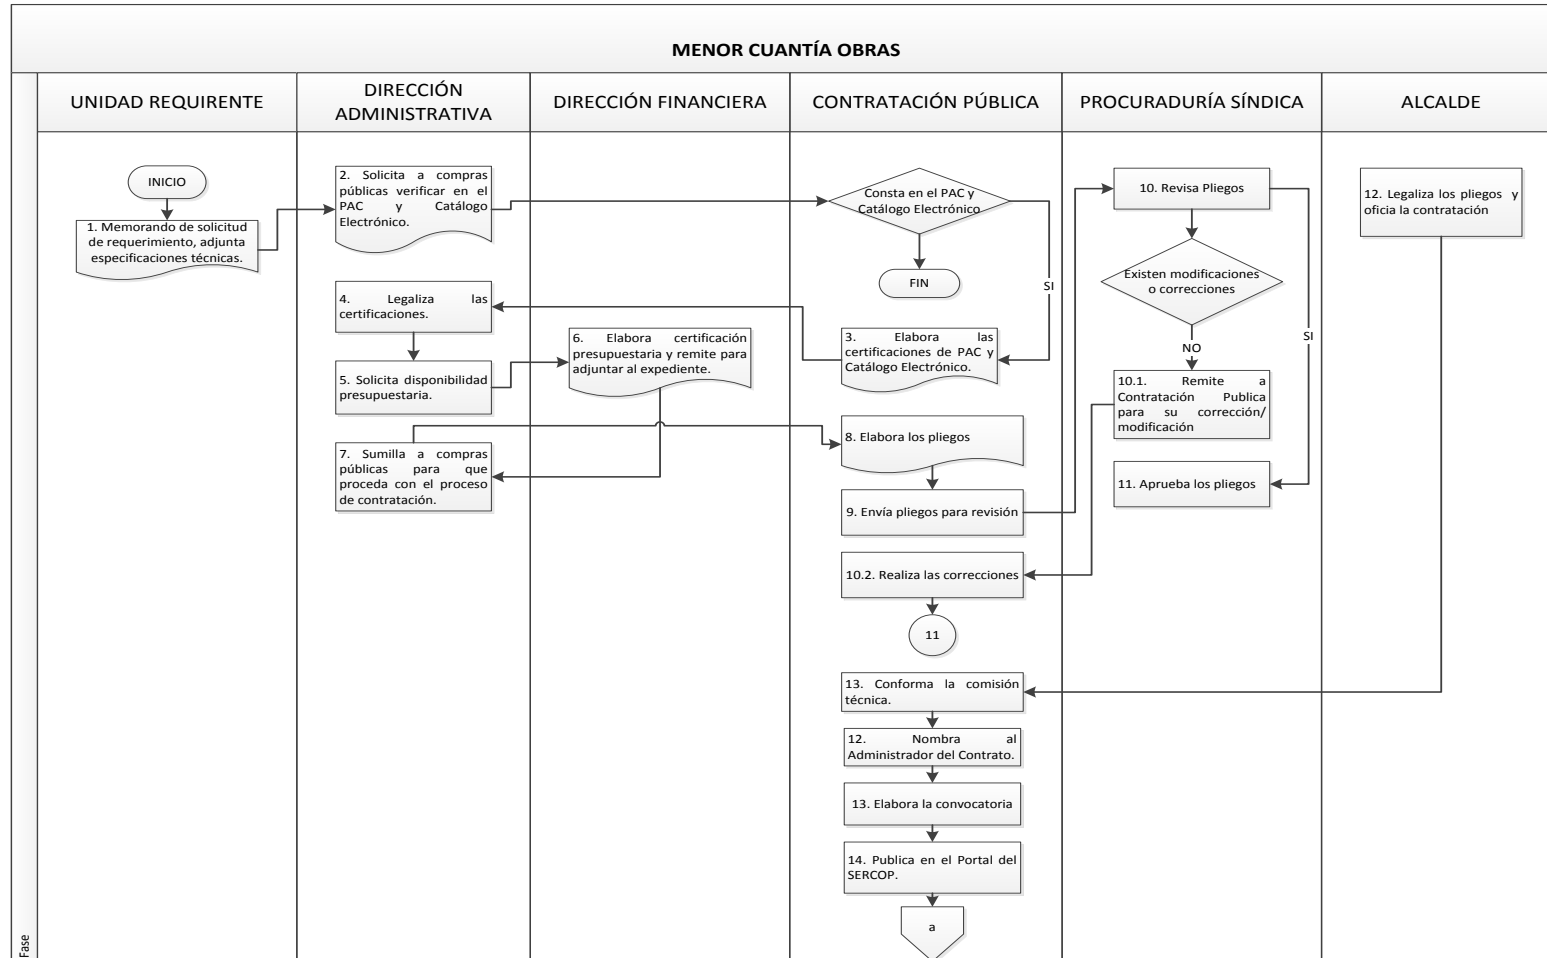 MENOR CUANTÍA OBRAS
UNIDAD REQUIRENTE
DIRECCIÓN
ADMINISTRATIVA
DIRECCIÓN FINANCIERA
CONTRATACIÓN PÚBLICA
PROCURADURÍA SÍNDICA
ALCALDE
INICIO
1. Memorando de solicitud
de requerimiento, adjunta
especificaciones técnicas.
2. Solicita a compras
públicas verificar en el
PAC y Catálogo
Electrónico.
Consta en el PAC y
Catálogo Electrónico
FIN
SI
3. Elabora las
certificaciones de PAC y
Catálogo Electrónico.
4. Legaliza las
certificaciones.
5. Solicita disponibilidad
presupuestaria.
6. Elabora certificación
presupuestaria y remite para
adjuntar al expediente.
7. Sumilla a compras
públicas para que
proceda con el proceso
de contratación.
8. Elabora los pliegos
9. Envía pliegos para revisión
10. Revisa Pliegos
Existen modificaciones
o correcciones
SI
NO
10.1. Remite a
Contratación Publica
para su corrección/
modificación
11. Aprueba los pliegos
10.2. Realiza las correcciones
11
12. Legaliza los pliegos y
oficia la contratación
13. Conforma la comisión
técnica.
12. Nombra al
Administrador del Contrato.
13. Elabora la convocatoria
14. Publica en el Portal del
SERCOP.
a
Fase